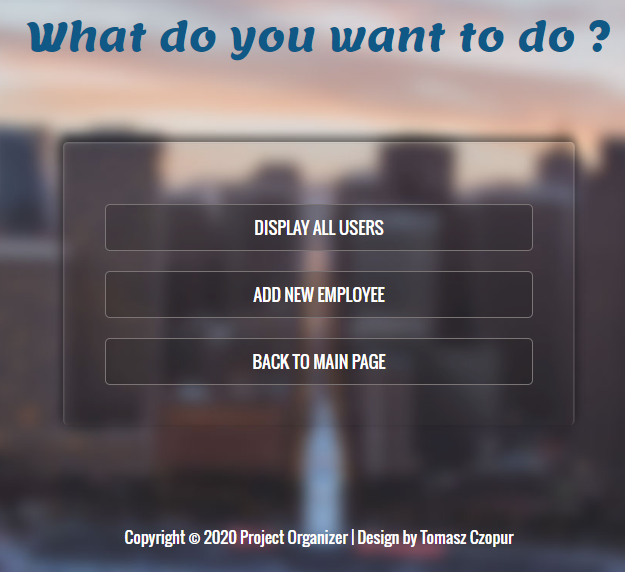 What do you want to do ?
DISPLAY ALL USERS
ADD NEW EMPLOYEE
BACK TO MAIN PAGE
Copyright © 2020 Project Organizer | Design by Tomasz Czopur